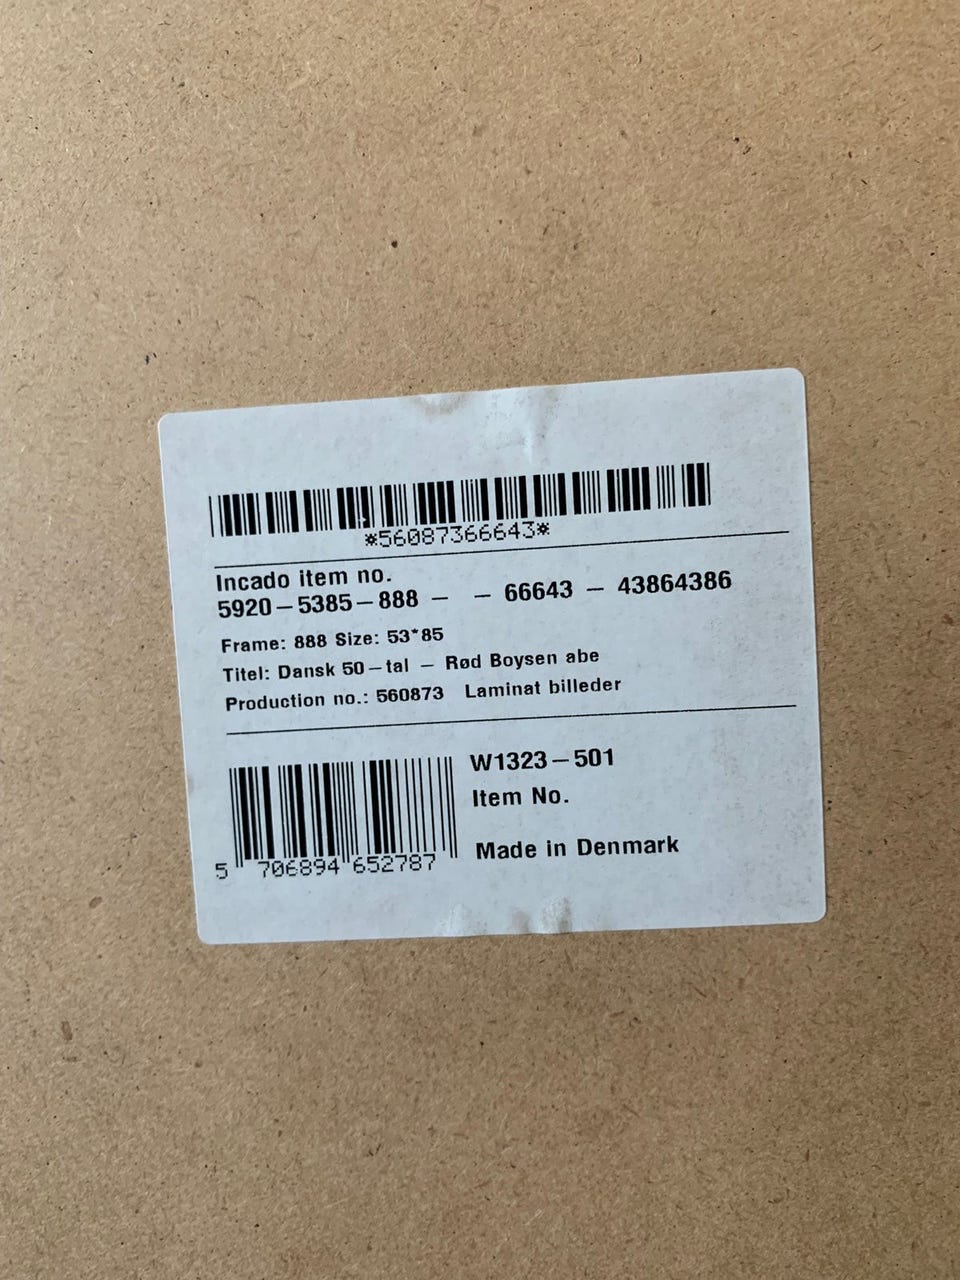 *56087366643*
Incado item no.
5920-5385-888 -  - 66643 - 43864386
Frame: 888 Size: 53*85
Titel: Dansk 50-tal - Rød Boysen abe
Production no.: 560873 Laminat billeder
W1323-501
Item No.
Made in Denmark
5 706894 652787